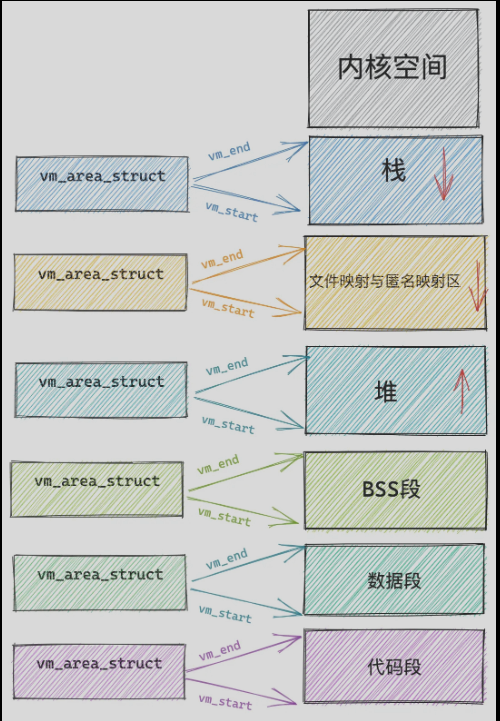 内核空间
vm_area_struct
vm_end
vm_start
栈
vm_area_struct
vm_end
vm_start
文件映射与匿名映射区
vm_area_struct
vm_end
vm_start
堆
vm_area_struct
vm_end
vm_start
BSS段
vm_area_struct
vm_end
vm_start
数据段
vm_area_struct
vm_end
vm_start
代码段